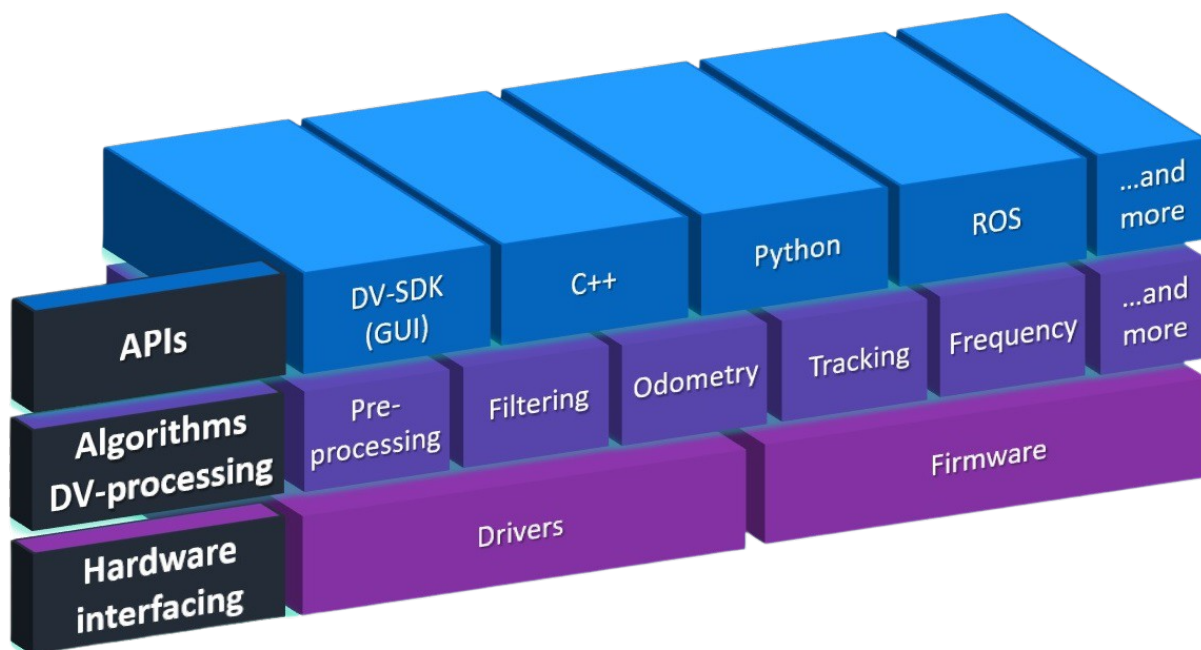 APIs
DV-SDK
(GUI)
C++
Python
ROS
...and
more
Algorithms
DV-processing
Pre-
processing
Filtering
Odometry
Tracking
Frequency
...and
more
Hardware
interfacing
Drivers
Firmware